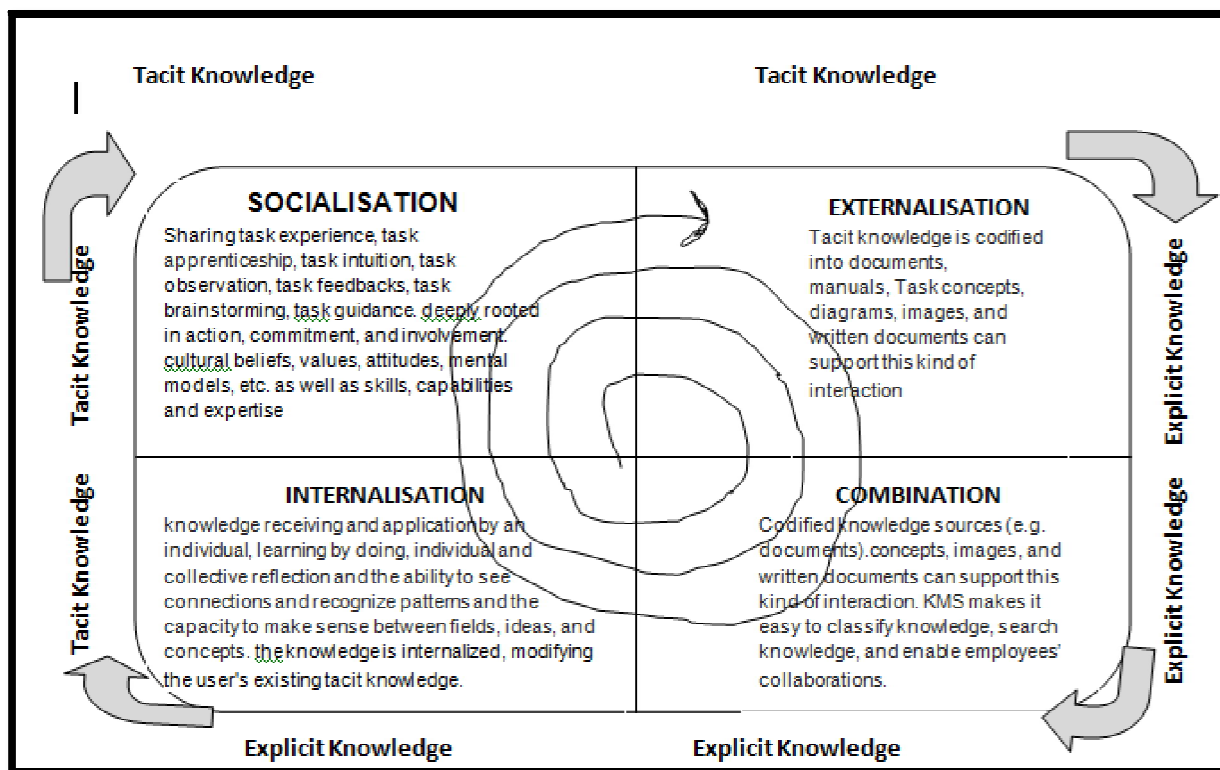 Tacit Knowledge
Tacit Knowledge
SOCIALISATION
Sharing task experience, task
apprenticeship, task intuition, task
observation, task feedbacks, task
brainstorming, task guidance. deeply rooted
in action, commitment, and involvement.
cultural beliefs, values, attitudes, mental
models, etc. as well as skills, capabilities
and expertise
EXTERNALISATION
Tacit knowledge is codified
into documents,
manuals, Task concepts,
diagrams, images, and
written documents can
support this kind of
interaction
Tacit Knowledge
Explicit Knowledge
INTERNALISATION
knowledge receiving and application by an
individual, learning by doing, individual and
collective reflection and the ability to see
connections and recognize patterns and the
capacity to make sense between fields, ideas, and
concepts. the knowledge is internalized, modifying
the user's existing tacit knowledge.
COMBINATION
Codified knowledge sources (e.g.
documents).concepts, images, and
written documents can support this
kind of interaction. KMS makes it
easy to classify knowledge, search
knowledge, and enable employees'
collaborations.
Tacit Knowledge
Explicit Knowledge
Explicit Knowledge
Explicit Knowledge